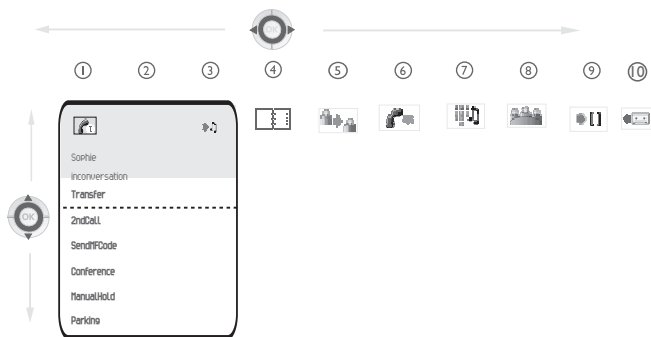 OK
1 2 3 4 5 6 7 8 9 10
Sophie
inconversation
Transfer
2ndCall
OK
SendMFCode
Conference
ManualHold
Parking